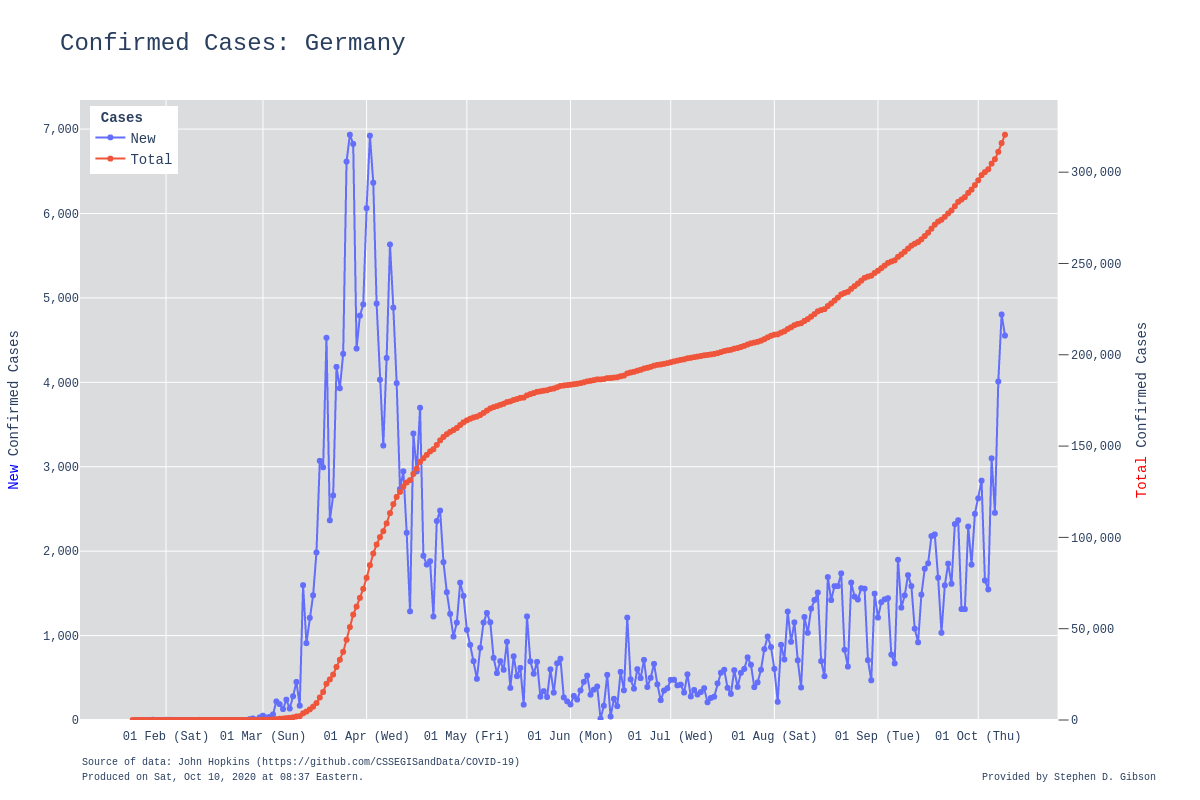 Confirmed Cases: Germany
Cases
New
Total
7,000
6,000
5,000
4,000
3,000
2,000
1,000
0
New Confirmed Cases
300,000
250,000
200,000
150,000
100,000
50,000
0
Total Confirmed Cases
01 Feb (Sat) 01 Mar (Sun) 01 Apr (Wed) 01 May (Fri) 01 Jun (Mon) 01 Jul (Wed) 01 Aug (Sat) 01 Sep (Tue) 01 Oct (Thu)
Source of data: John Hopkins (https://github.com/CSSEGISandData/COVID-19)
Produced on Sat, Oct 10, 2020 at 08:37 Eastern.
Provided by Stephen D. Gibson